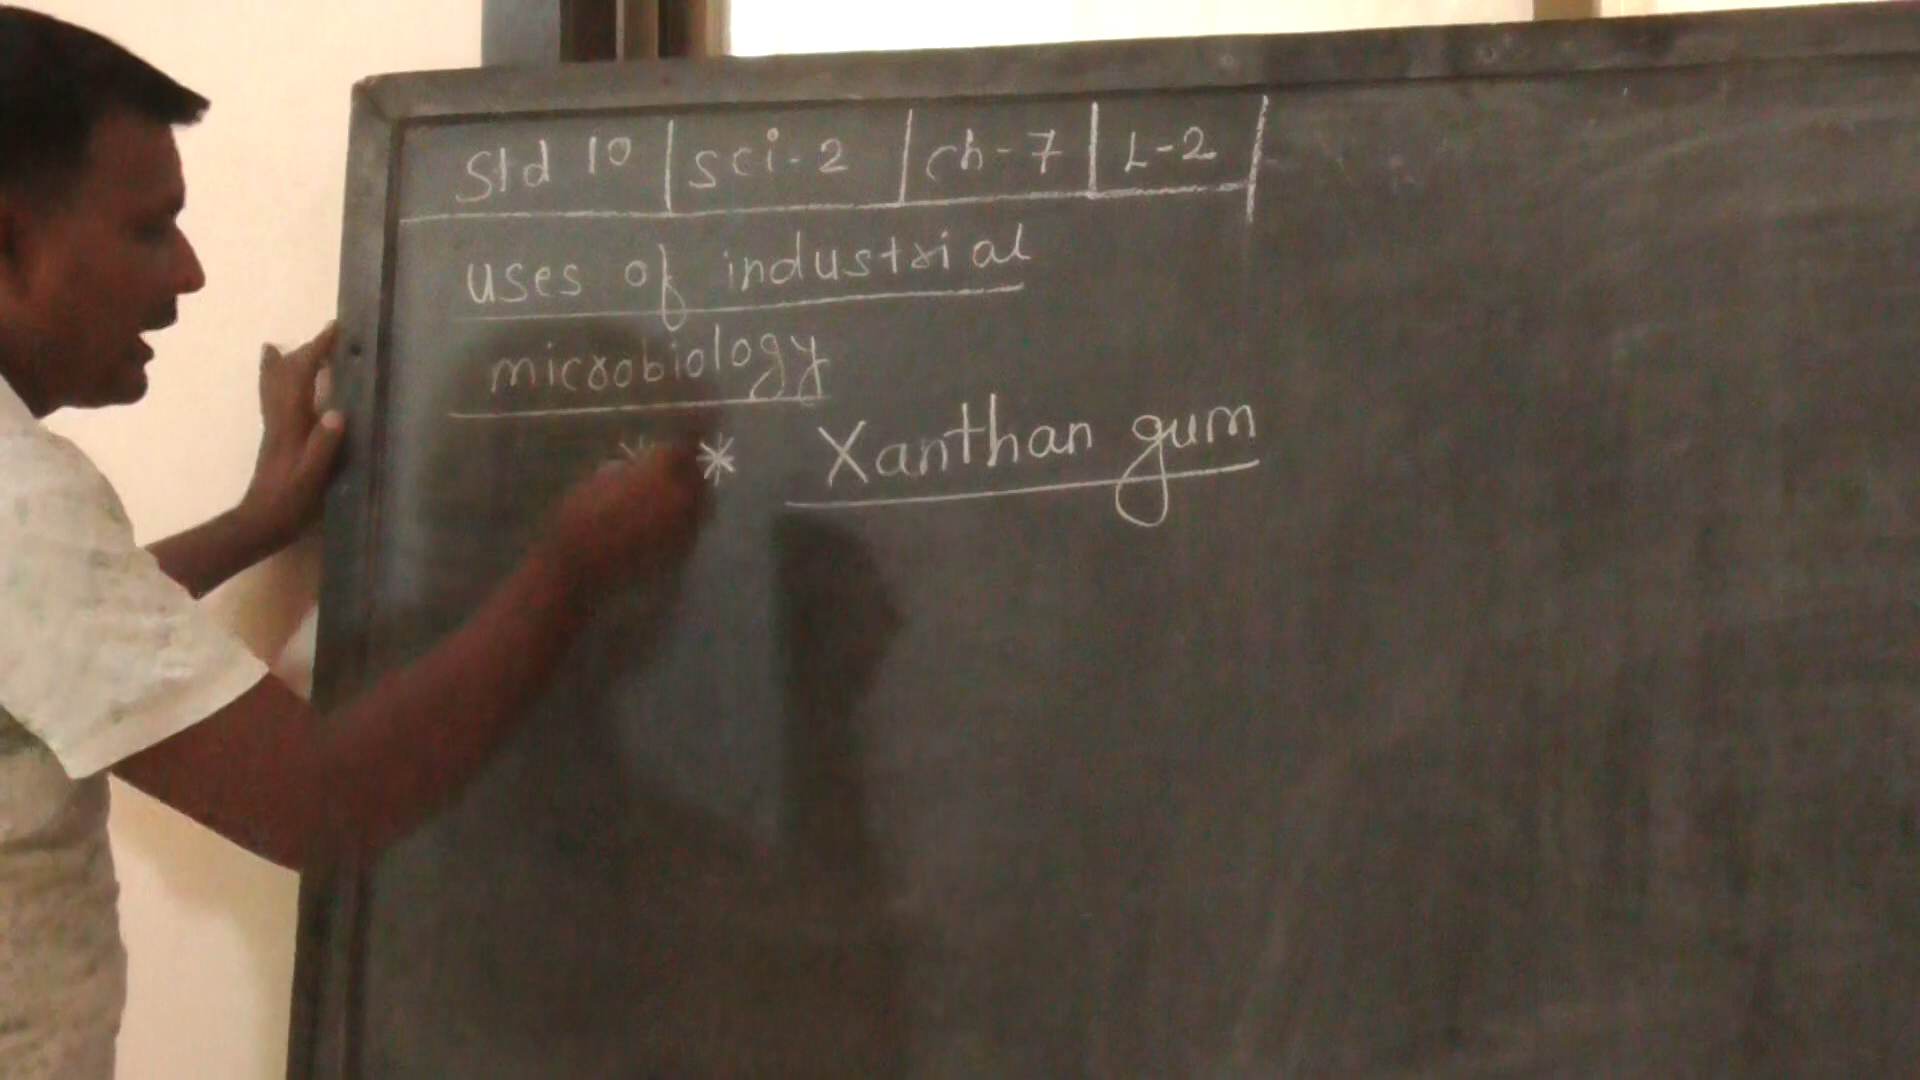 Std 10 | sci-2 | ch-7 | L-2 |
uses of industrial
microbiology
* * Xanthan gum